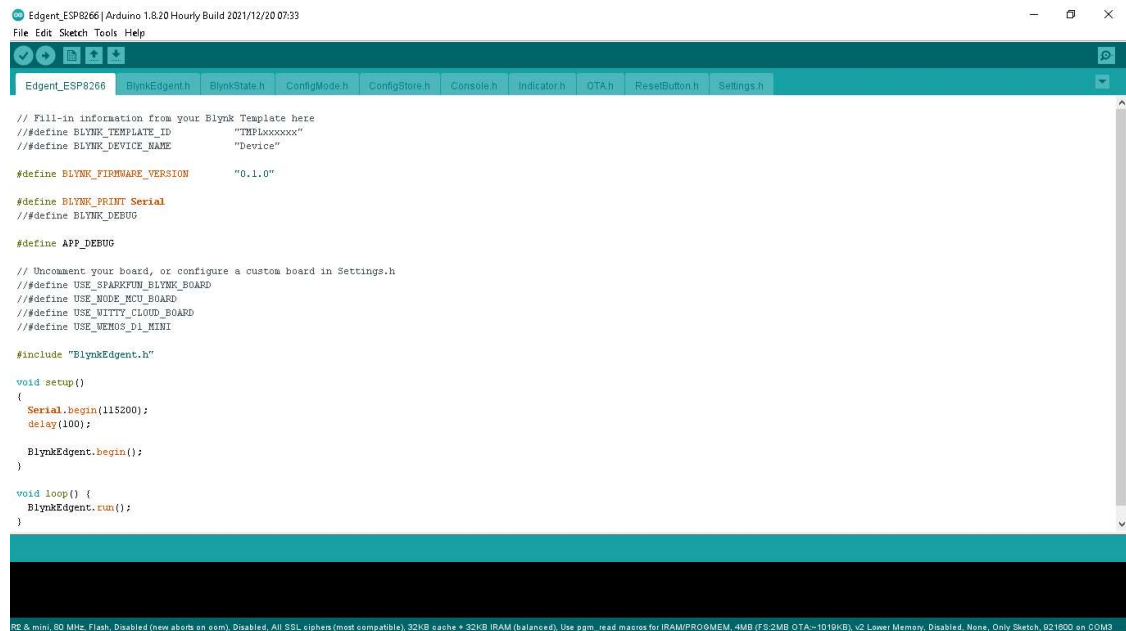 Edgent_ESP8266 | Arduino 1.8.20 Hourly Build 2021/12/20 07:33
File Edit Sketch Tools Help
Edgent_ESP8266 BlynkEdgent.h BlynkState.h ConfigMode.h ConfigStore.h Console.h Indicator.h OTA.h ResetButton.h Settings.h
// Fill-in information from your Blynk Template here
//#define BLYNK_TEMPLATE_ID "TMPLxxxxxx"
//#define BLYNK_DEVICE_NAME "Device"
#define BLYNK_FIRMWARE_VERSION "0.1.0"
#define BLYNK_PRINT Serial
//#define BLYNK_DEBUG
#define APP_DEBUG
// Uncomment your board, or configure a custom board in Settings.h
//#define USE_SPARKFUN_BLYNK_BOARD
//#define USE_NODE_MCU_BOARD
//#define USE_WITTY_CLOUD_BOARD
//#define USE_WEMOS_D1_MINI
#include "BlynkEdgent.h"
void setup()
{
Serial.begin(115200);
delay(100);
BlynkEdgent.begin();
}
void loop() {
BlynkEdgent.run();
}
R2 & mini, 80 MHz, Flash, Disabled (new aborts on oom), Disabled, All SSL ciphers (most compatible), 32KB cache + 32KB IRAM (balanced), Use pgm_read macros for IRAM/PROGMEM, 4MB (FS:2MB OTA:~1019KB), v2 Lower Memory, Disabled, None, Only Sketch, 921600 on COM3